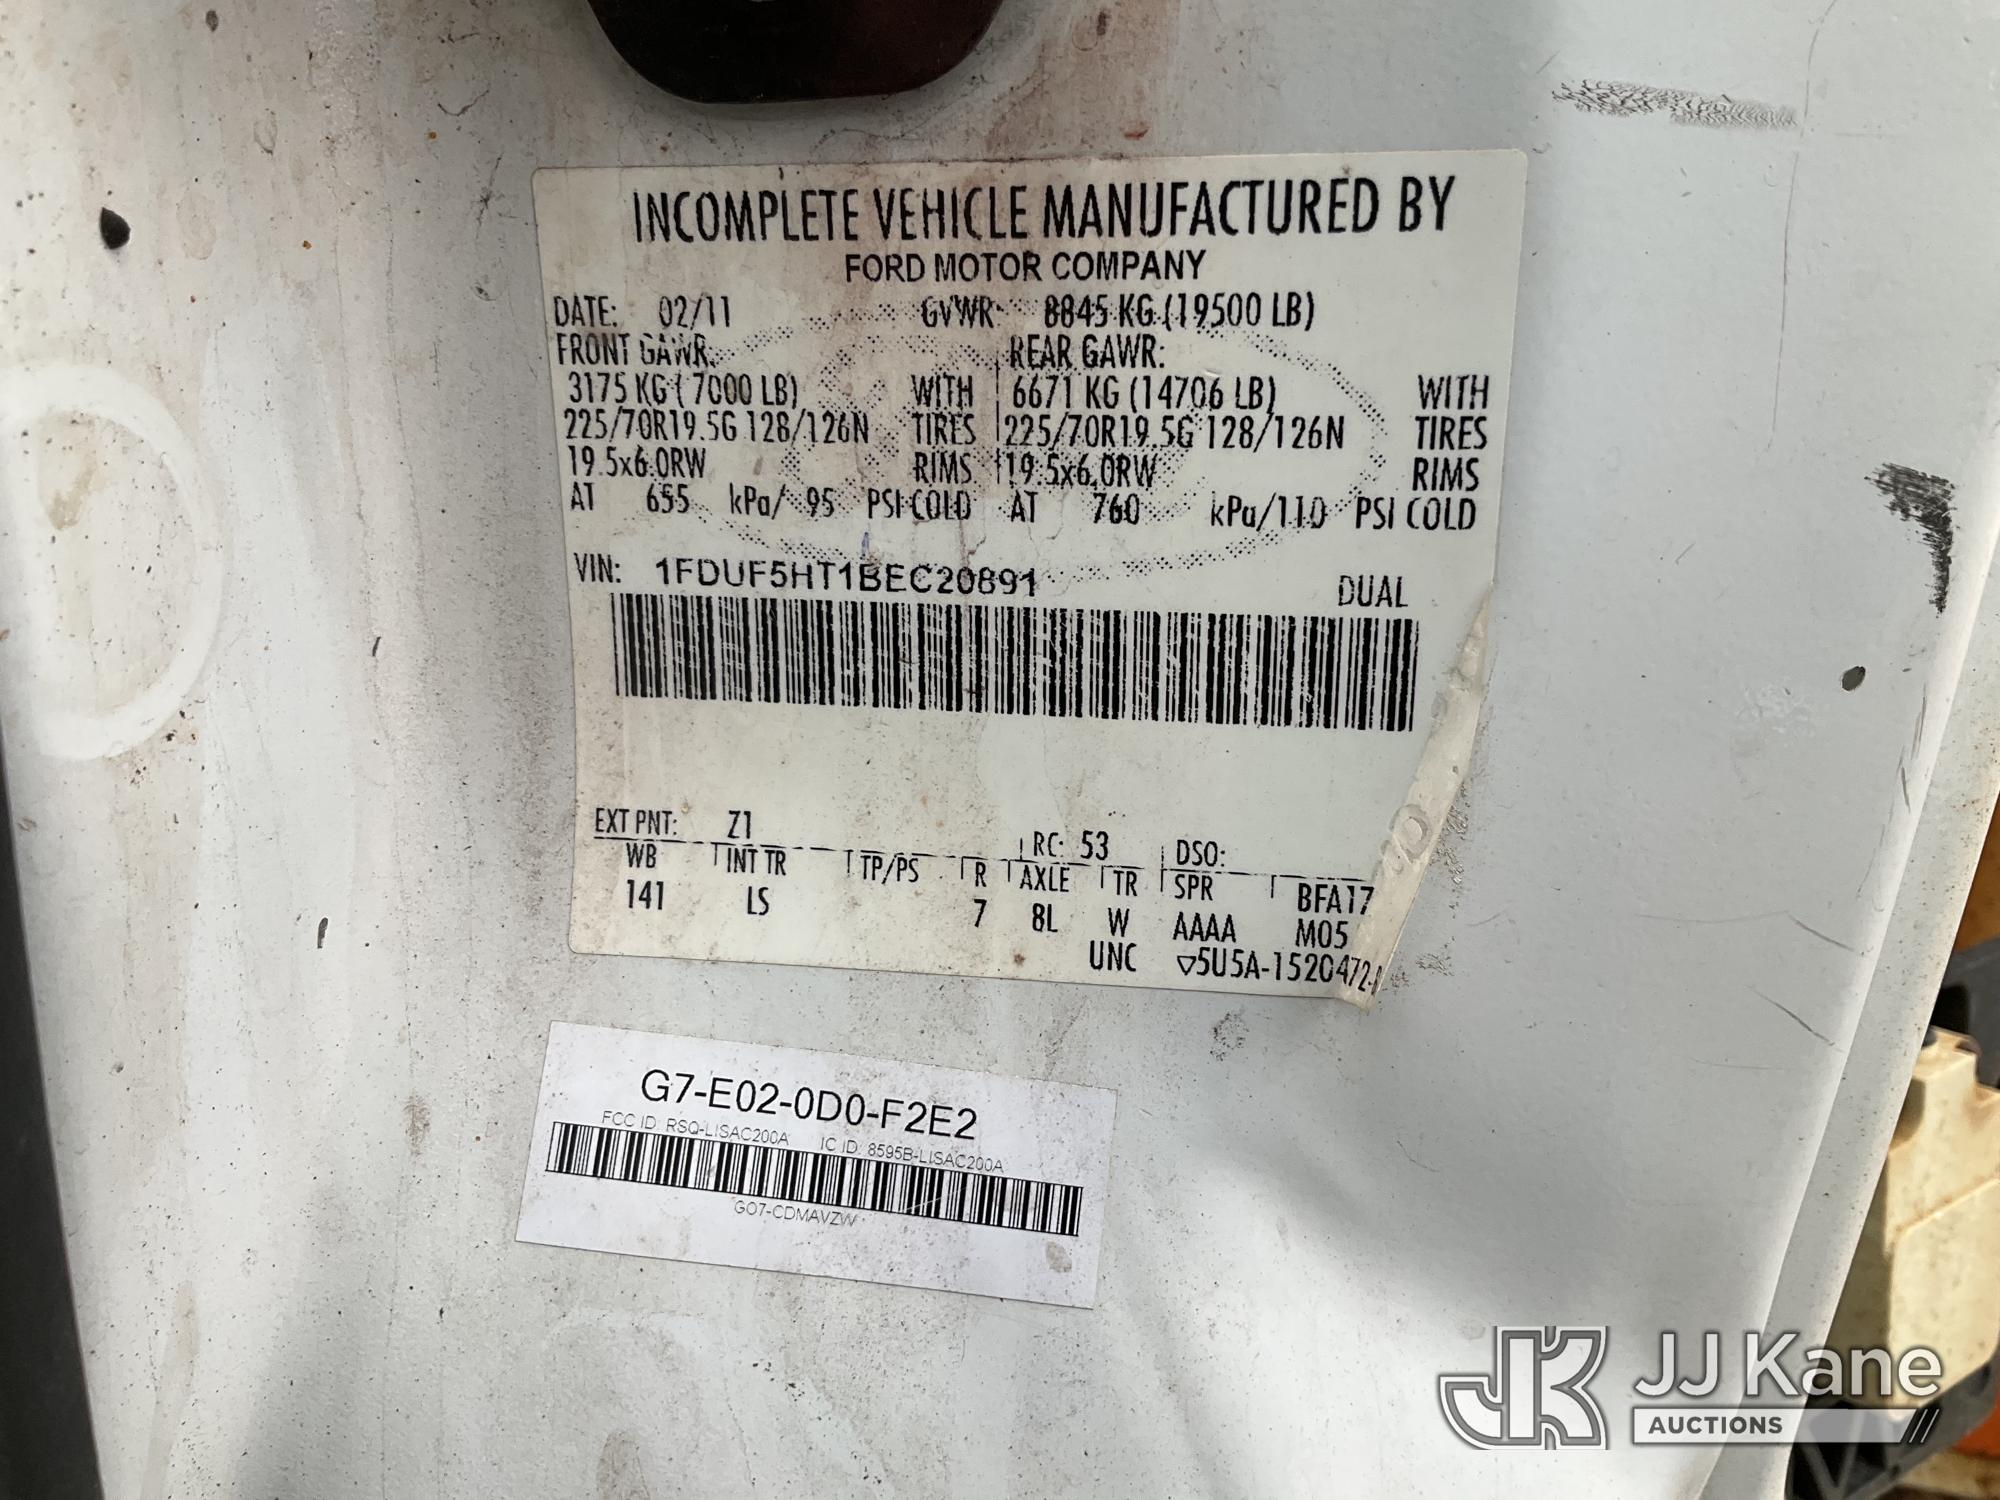 INCOMPLETE VEHICLE MANUFACTURED BY
FORD MOTOR COMPANY
DATE: 02/11 GVWR: 8845 KG (19500 LB)
FRONT GAWR: REAR GAWR:
3175 KG ( 7000 LB) WITH 6671 KG (14706 LB) WITH
225/70R19.5G 128/126N TIRES 225/70R19.5G 128/126N TIRES
19.5x6.0RW RIMS 19.5x6.0RW RIMS
AT 655 kPa/ 95 PSI COLD AT 760 kPa/110 PSI COLD
VIN: 1FDUF5HT1BEC20891 DUAL
EXT PNT: Z1 RC: 53 DSO:
WB INT TR TP/PS R AXLE TR SPR BFA17
141 LS 7 8L W AAAA M05
UNC ▽5U5A-1520472-
G7-E02-0D0-F2E2
FCC ID: RSQ-LISAC200A IC ID: 8595B-LISAC200A
GO7-CDMAVZW
JK JJ Kane
AUCTIONS